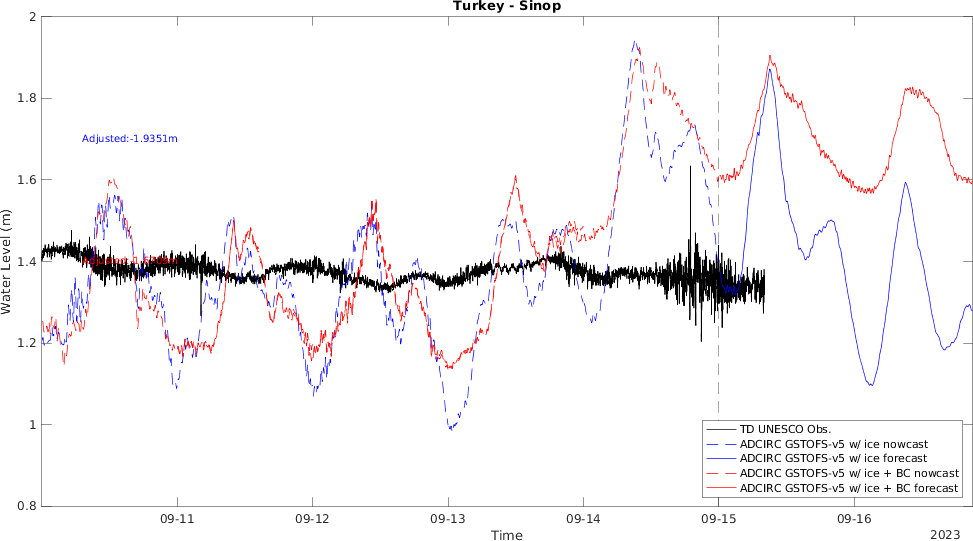 Turkey - Sinop
2
1.8
1.6
1.4
1.2
1
0.8
Water Level (m)
Adjusted:-1.9351m
TD UNESCO Obs.
ADCIRC GSTOFS-v5 w/ ice nowcast
ADCIRC GSTOFS-v5 w/ ice forecast
ADCIRC GSTOFS-v5 w/ ice + BC nowcast
ADCIRC GSTOFS-v5 w/ ice + BC forecast
09-11
09-12
09-13
09-14
09-15
09-16
Time
2023